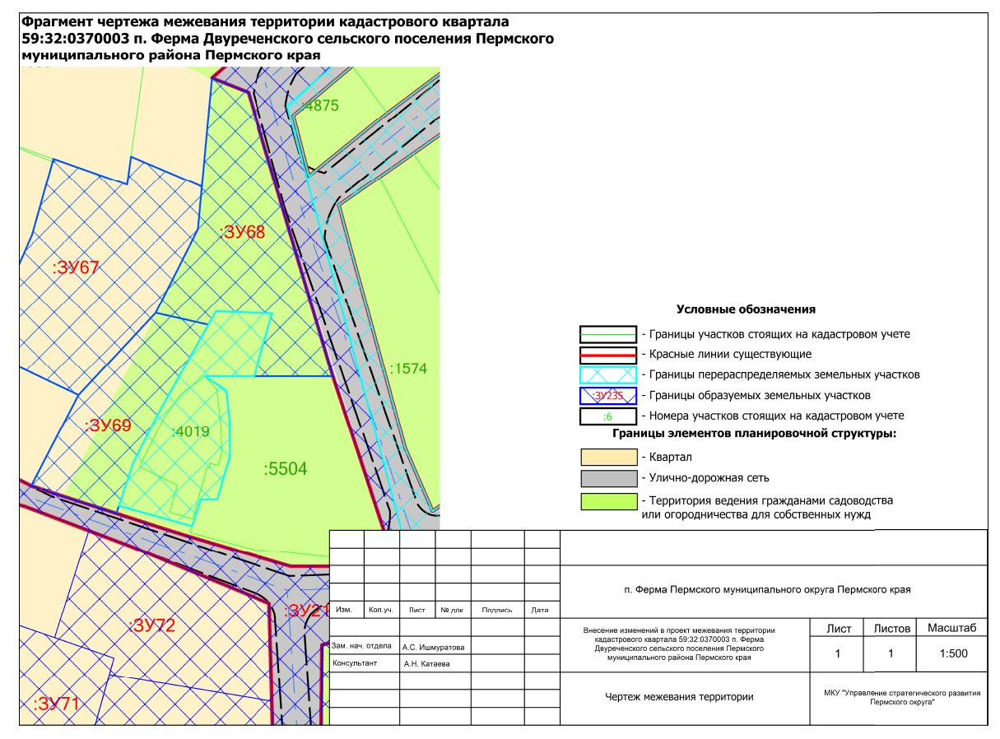 Фрагмент чертежа межевания территории кадастрового квартала
59:32:0370003 п. Ферма Двуреченского сельского поселения Пермского
муниципального района Пермского края
:4875
:ЗУ68
:ЗУ67
:1574
:ЗУ69
:4019
:5504
:ЗУ72
:ЗУ21
:ЗУ71
Условные обозначения
- Границы участков стоящих на кадастровом учете
- Красные линии существующие
- Границы перераспределяемых земельных участков
:ЗУ235
- Границы образуемых земельных участков
:6
- Номера участков стоящих на кадастровом учете
Границы элементов планировочной структуры:
- Квартал
- Улично-дорожная сеть
- Территория ведения гражданами садоводства
или огородничества для собственных нужд
п. Ферма Пермского муниципального округа Пермского края
Изм. Кол.уч. Лист № док Подпись Дата
Внесение изменений в проект межевания территории
кадастрового квартала 59:32:0370003 п. Ферма
Двуреченского сельского поселения Пермского
муниципального района Пермского края
Лист Листов Масштаб
1 1 1:500
Зам. нач. отдела А.С. Ишмуратова
Консультант А.Н. Катаева
Чертеж межевания территории
МКУ "Управление стратегического развития
Пермского округа"